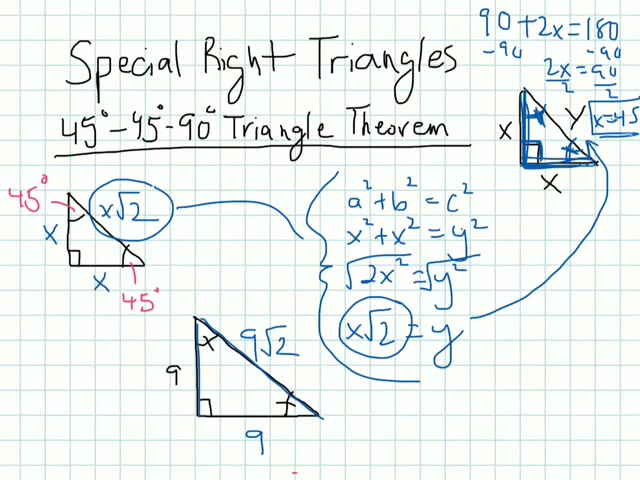 Special Right Triangles
45°-45°-90° Triangle Theorem
90+2x=180
-90 -90
2x=90
2 2
x=45
x
y
x
x
x
45°
x√2
x
x
45°
a²+b²=c²
x²+x²=y²
√2x²=√y²
x√2=y
9
x
9√2
9